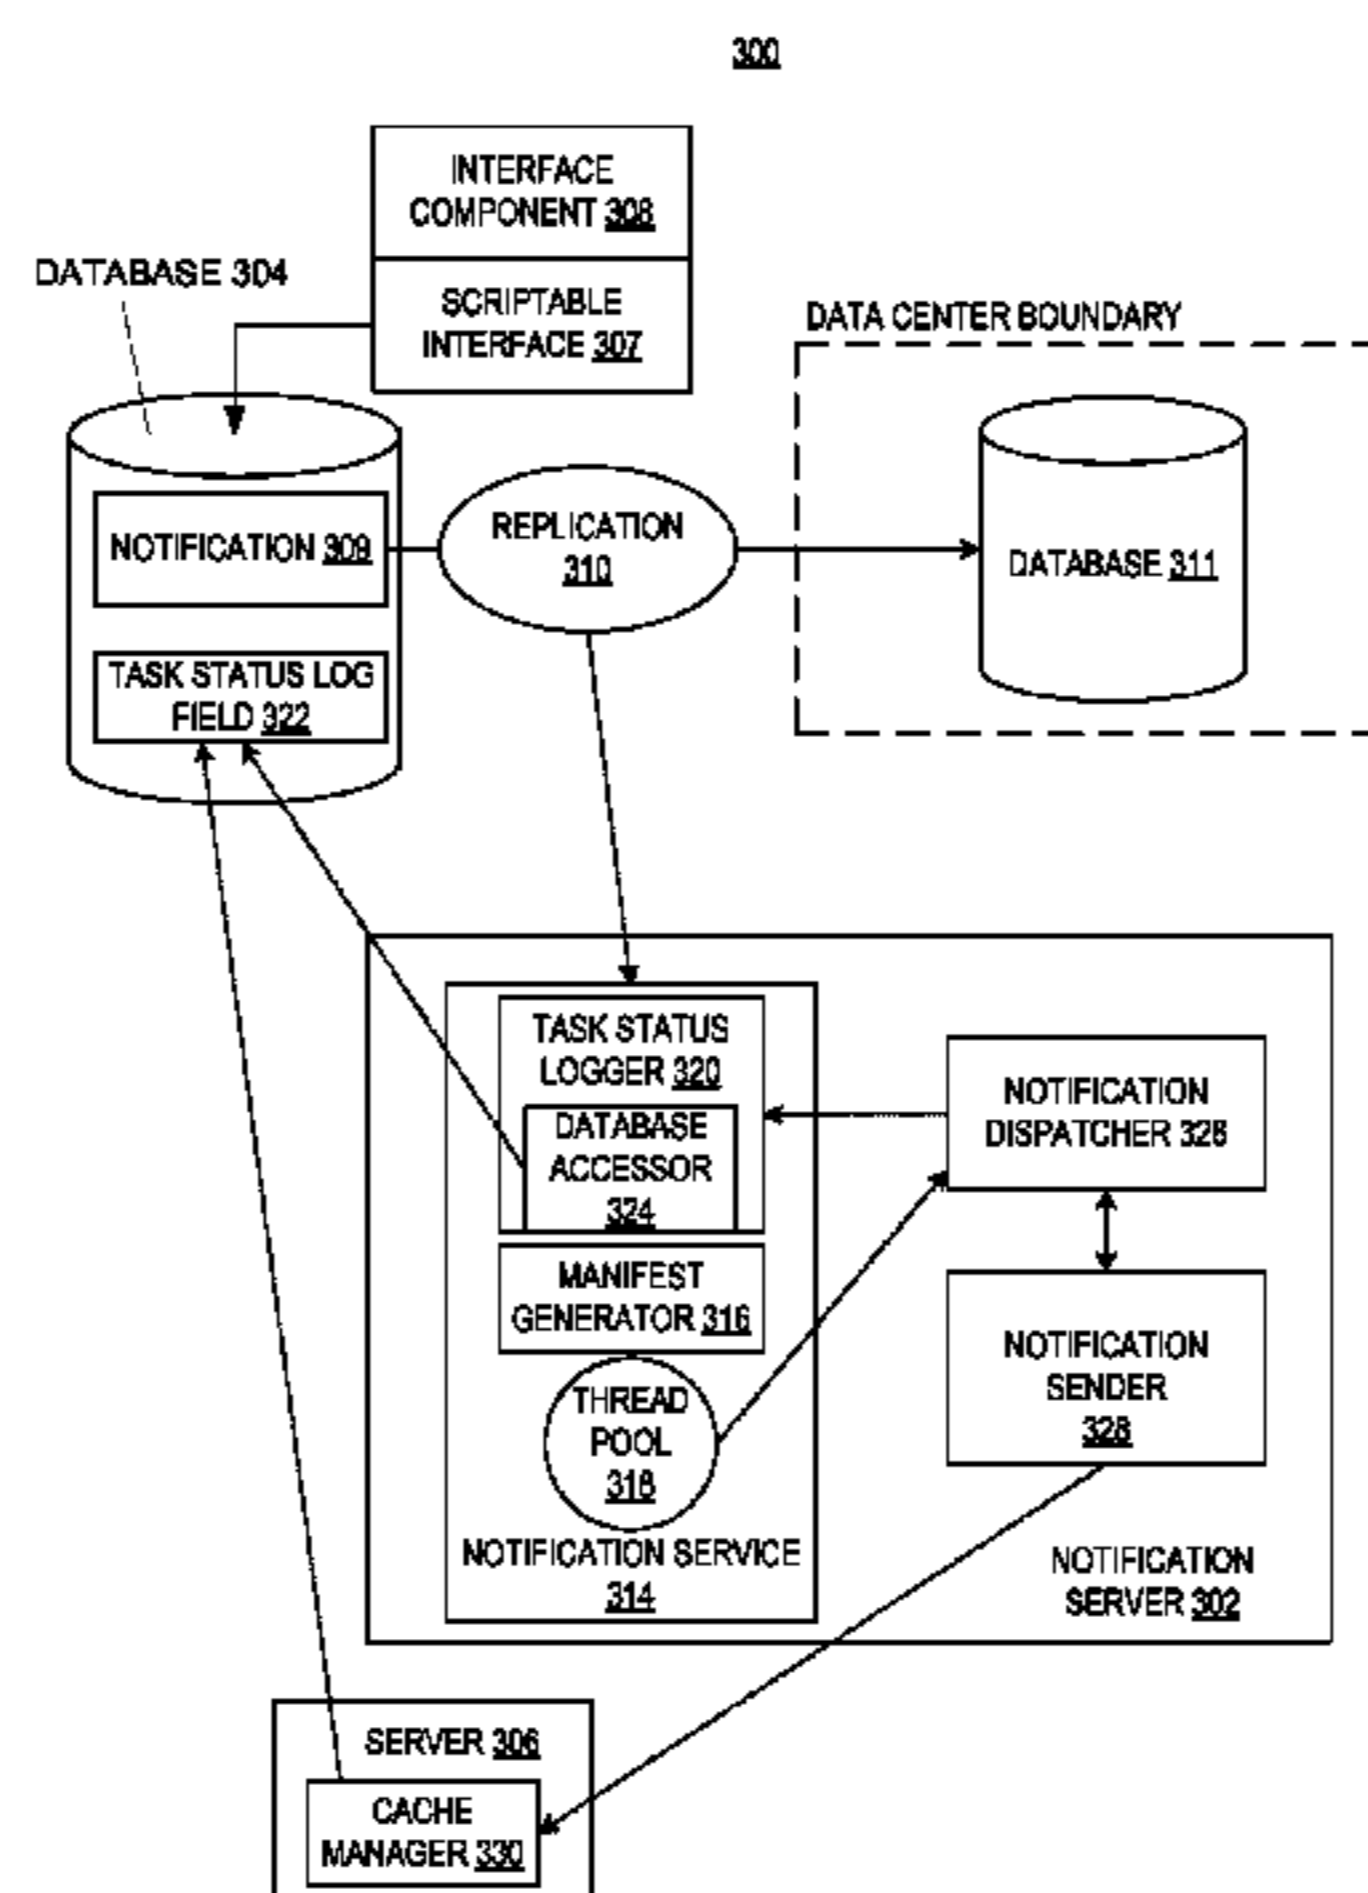 300
INTERFACE
COMPONENT 308
DATABASE 304
SCRIPTABLE
INTERFACE 307
DATA CENTER BOUNDARY
NOTIFICATION 309
REPLICATION
310
DATABASE 311
TASK STATUS LOG
FIELD 322
TASK STATUS
LOGGER 320
DATABASE
ACCESSOR
324
NOTIFICATION
DISPATCHER 326
MANIFEST
GENERATOR 316
NOTIFICATION
SENDER
328
THREAD
POOL
318
NOTIFICATION SERVICE
314
NOTIFICATION
SERVER 302
SERVER 306
CACHE
MANAGER 330